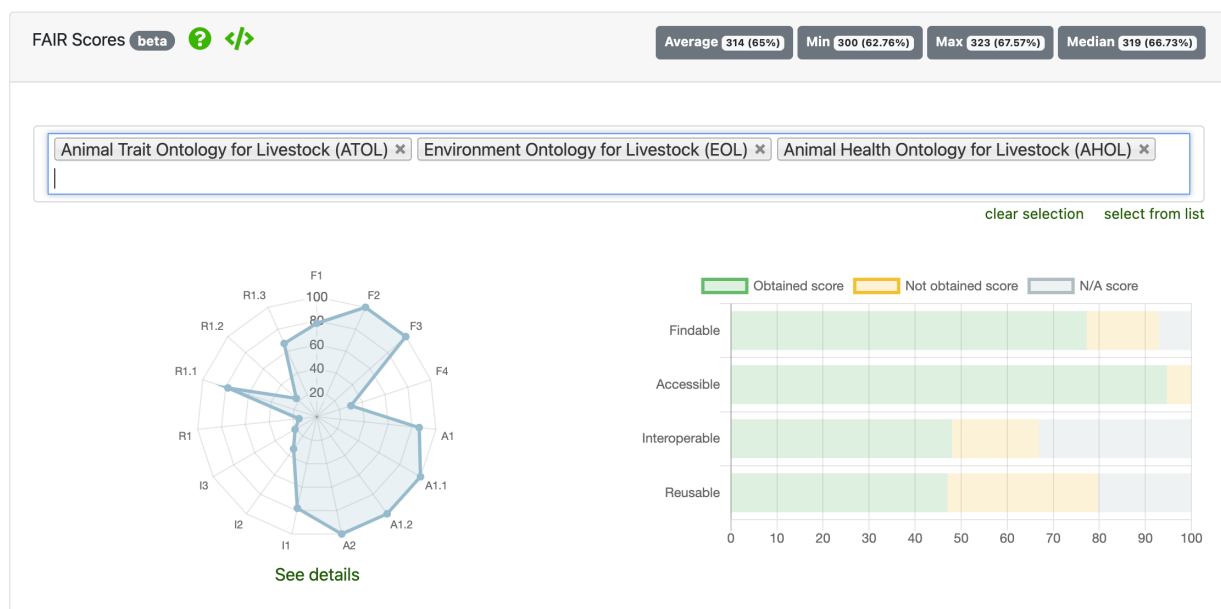 FAIR Scores beta ? </>
Average 314 (65%) Min 300 (62.76%) Max 323 (67.57%) Median 319 (66.73%)
Animal Trait Ontology for Livestock (ATOL) × Environment Ontology for Livestock (EOL) × Animal Health Ontology for Livestock (AHOL) ×
clear selection select from list
F1
F2
F3
F4
A1
A1.1
A1.2
A2
I1
I2
I3
R1
R1.1
R1.2
R1.3
100
80
60
40
20
See details
Obtained score Not obtained score N/A score
Findable
Accessible
Interoperable
Reusable
0 10 20 30 40 50 60 70 80 90 100